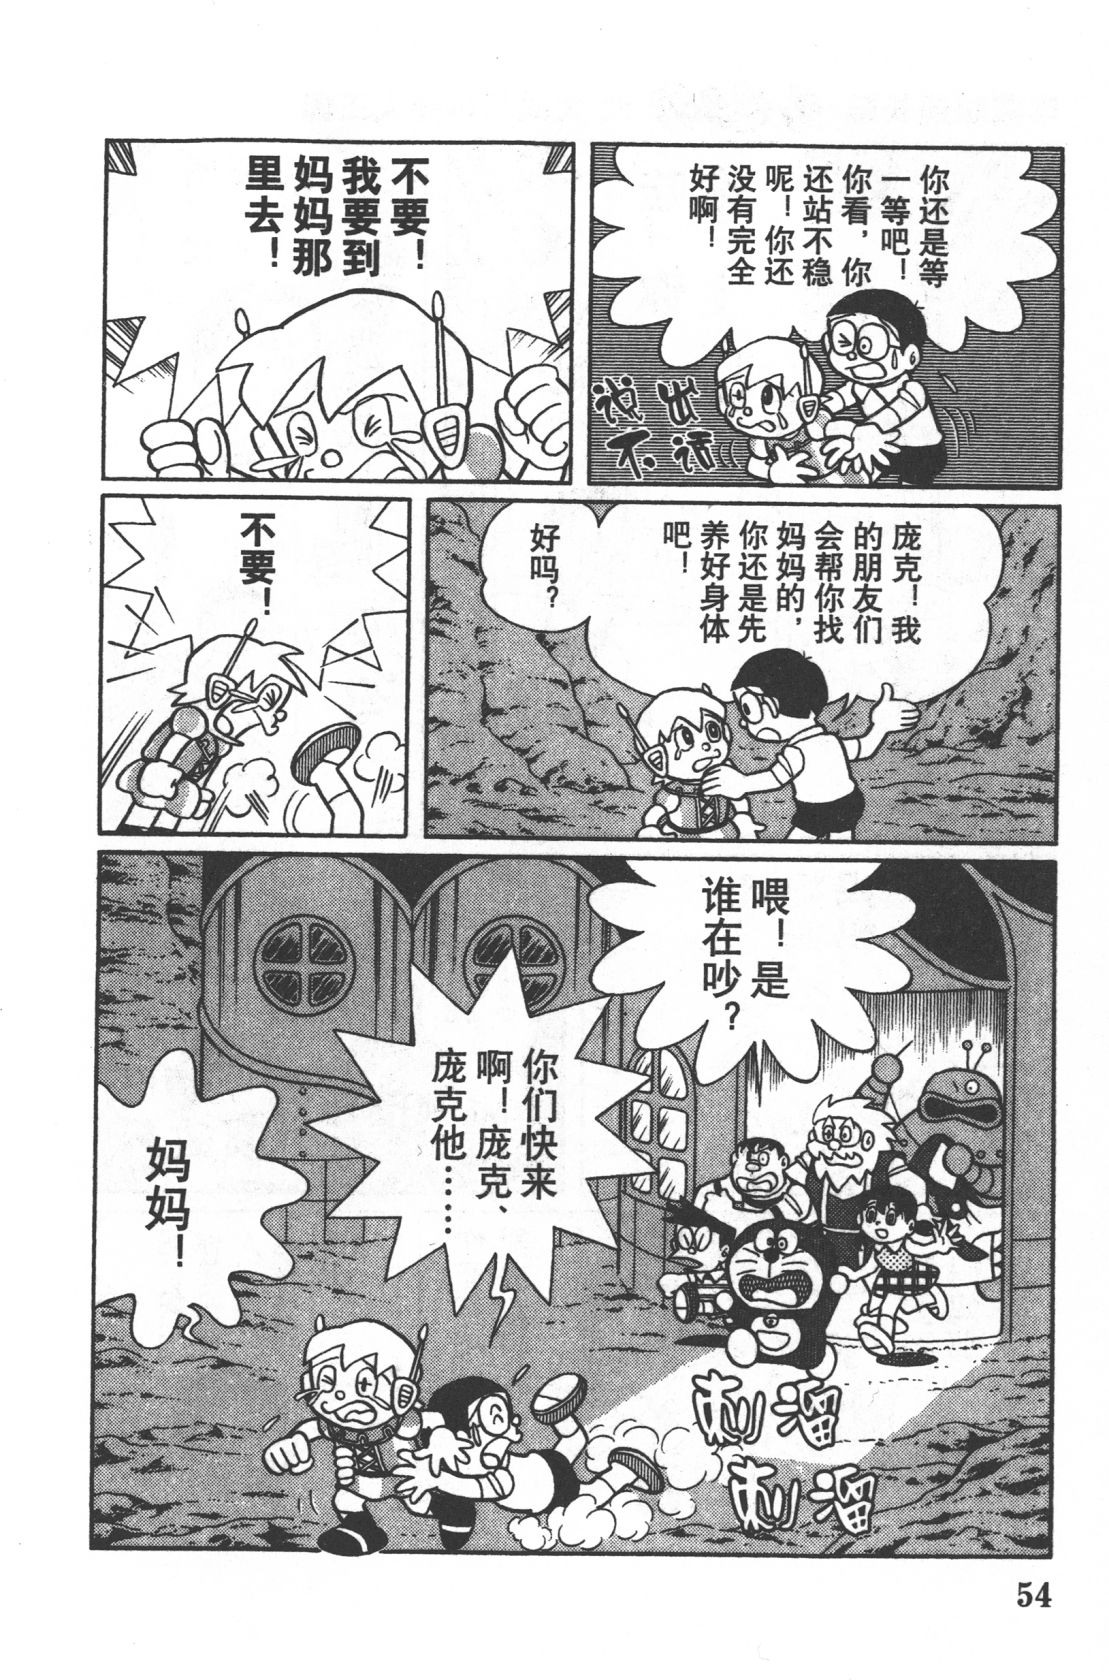 你还是等
一等吧！
你看，你
还站不稳
呢！你还
没有完全
好啊！
说出
不话
不要！
我要到
妈妈那
里去！
庞克！我
的朋友们
会帮你找
妈妈的，
你还是先
养好身体
吧！
好吗？
不要！
喂！是
谁在吵？
你们快来
啊！庞克、
庞克他……
妈妈！
刺溜
刺溜
54